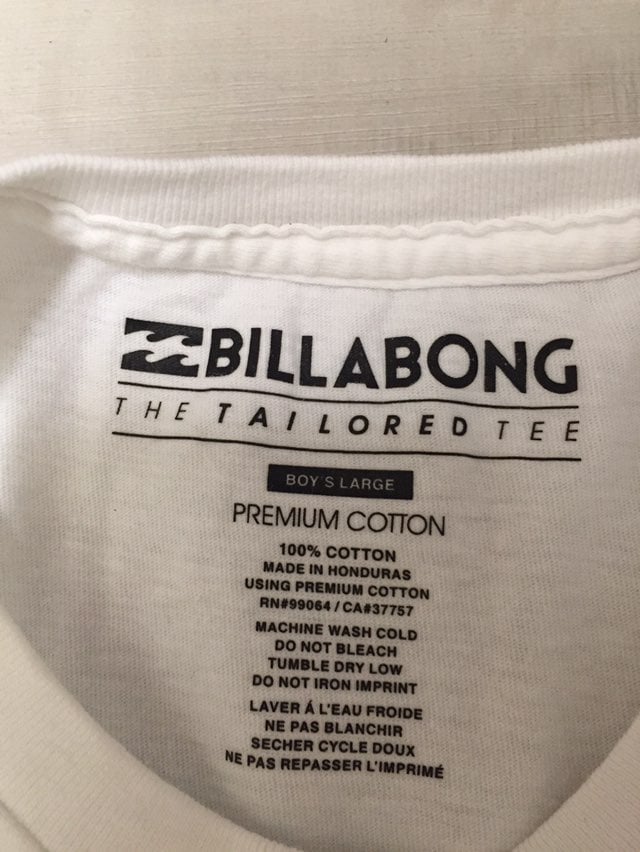 BILLABONG
THE TAILORED TEE
BOY'S LARGE
PREMIUM COTTON
100% COTTON
MADE IN HONDURAS
USING PREMIUM COTTON
RN#99064 / CA#37757
MACHINE WASH COLD
DO NOT BLEACH
TUMBLE DRY LOW
DO NOT IRON IMPRINT
LAVER Á L'EAU FROIDE
NE PAS BLANCHIR
SECHER CYCLE DOUX
NE PAS REPASSER L'IMPRIMÉ